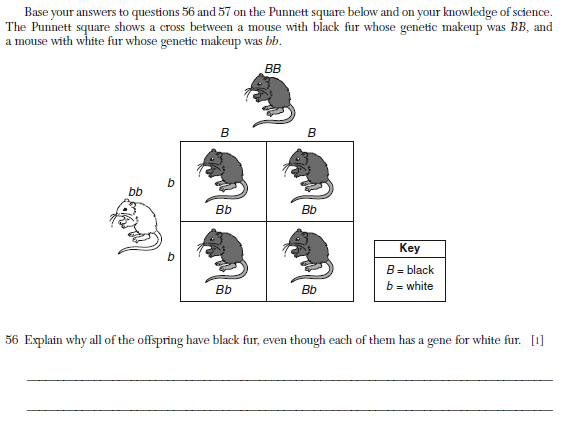 Base your answers to questions 56 and 57 on the Punnett square below and on your knowledge of science.
The Punnett square shows a cross between a mouse with black fur whose genetic makeup was BB, and
a mouse with white fur whose genetic makeup was bb.
BB
B B
b
bb
Bb Bb
b
Bb Bb
Key
B = black
b = white
56 Explain why all of the offspring have black fur, even though each of them has a gene for white fur. [1]